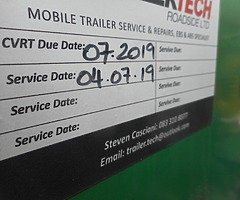 TECH
ROADSIDE LTD
MOBILE TRAILER SERVICE & REPAIRS, EBS & ABS SPECIALIST
CVRT Due Date: 07.2019 Service Due:
Service Date: 04.07.19 Service Due:
Service Date: Service Due:
Service Date: Service Due:
Steven Casciani: 083 310 8077
Email: trailer.tech@outlook.com